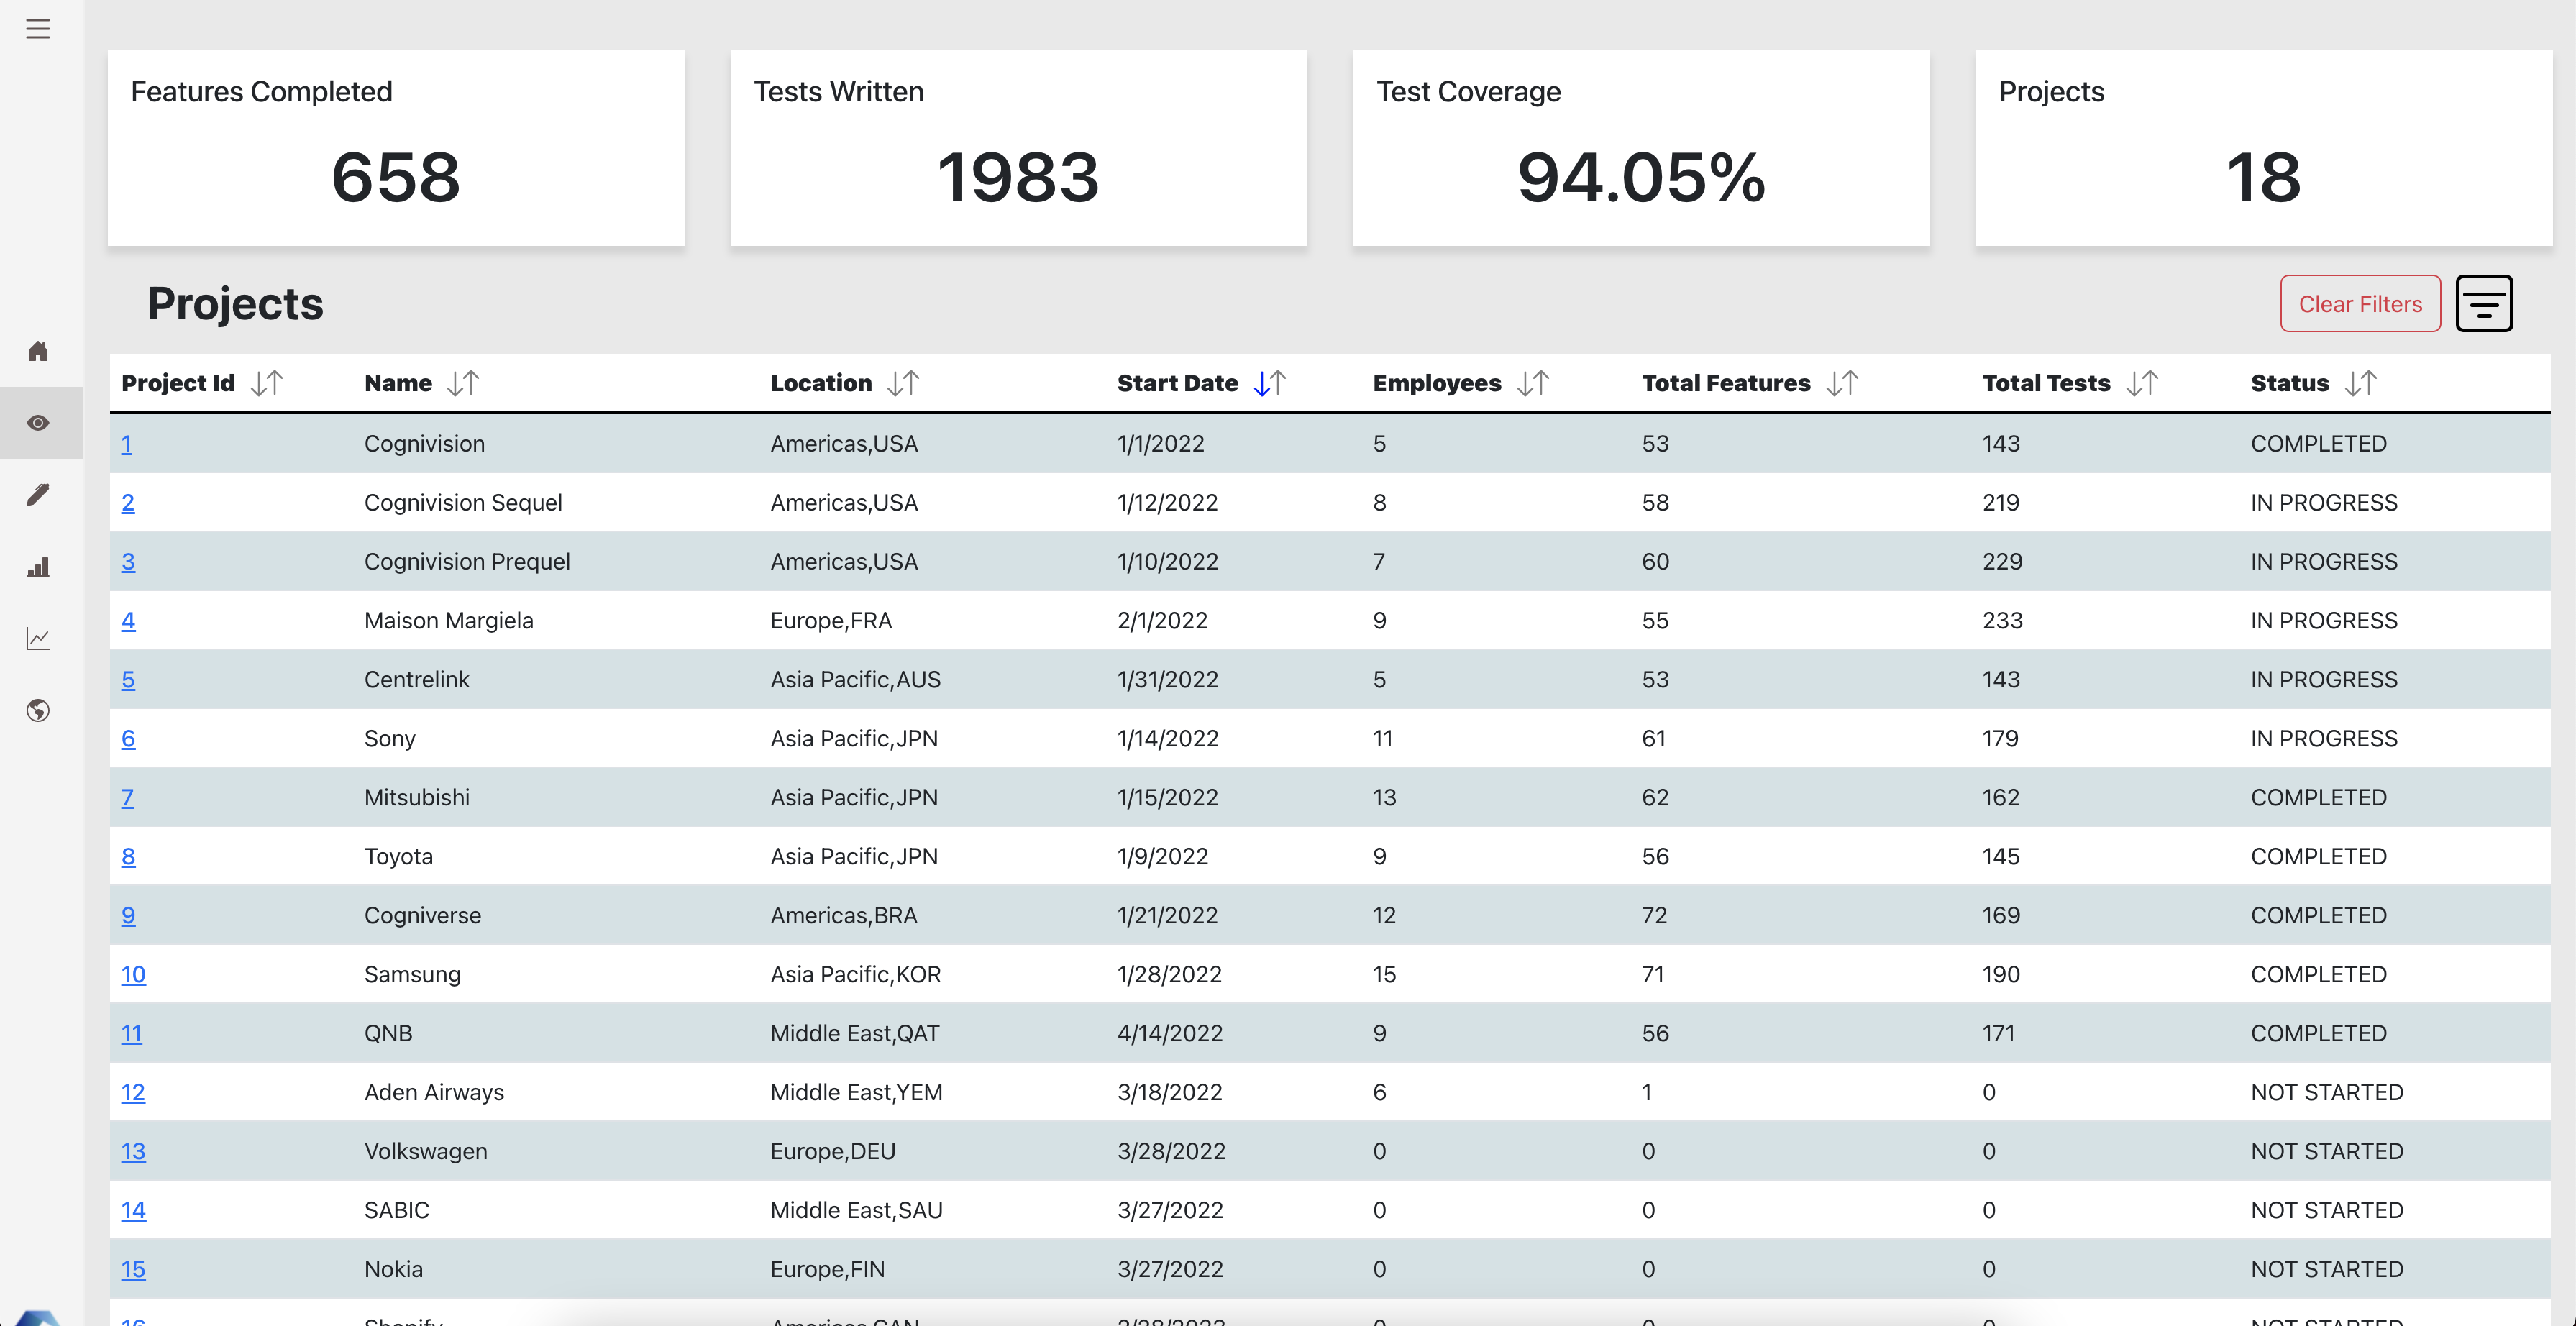 Features Completed
658
Tests Written
1983
Test Coverage
94.05%
Projects
18
Projects
Clear Filters
Project Id Name Location Start Date Employees Total Features Total Tests Status
1 Cognivision Americas,USA 1/1/2022 5 53 143 COMPLETED
2 Cognivision Sequel Americas,USA 1/12/2022 8 58 219 IN PROGRESS
3 Cognivision Prequel Americas,USA 1/10/2022 7 60 229 IN PROGRESS
4 Maison Margiela Europe,FRA 2/1/2022 9 55 233 IN PROGRESS
5 Centrelink Asia Pacific,AUS 1/31/2022 5 53 143 IN PROGRESS
6 Sony Asia Pacific,JPN 1/14/2022 11 61 179 IN PROGRESS
7 Mitsubishi Asia Pacific,JPN 1/15/2022 13 62 162 COMPLETED
8 Toyota Asia Pacific,JPN 1/9/2022 9 56 145 COMPLETED
9 Cogniverse Americas,BRA 1/21/2022 12 72 169 COMPLETED
10 Samsung Asia Pacific,KOR 1/28/2022 15 71 190 COMPLETED
11 QNB Middle East,QAT 4/14/2022 9 56 171 COMPLETED
12 Aden Airways Middle East,YEM 3/18/2022 6 1 0 NOT STARTED
13 Volkswagen Europe,DEU 3/28/2022 0 0 0 NOT STARTED
14 SABIC Middle East,SAU 3/27/2022 0 0 0 NOT STARTED
15 Nokia Europe,FIN 3/27/2022 0 0 0 NOT STARTED
16 Shopify Americas,CAN 0 0 0 NOT STARTED